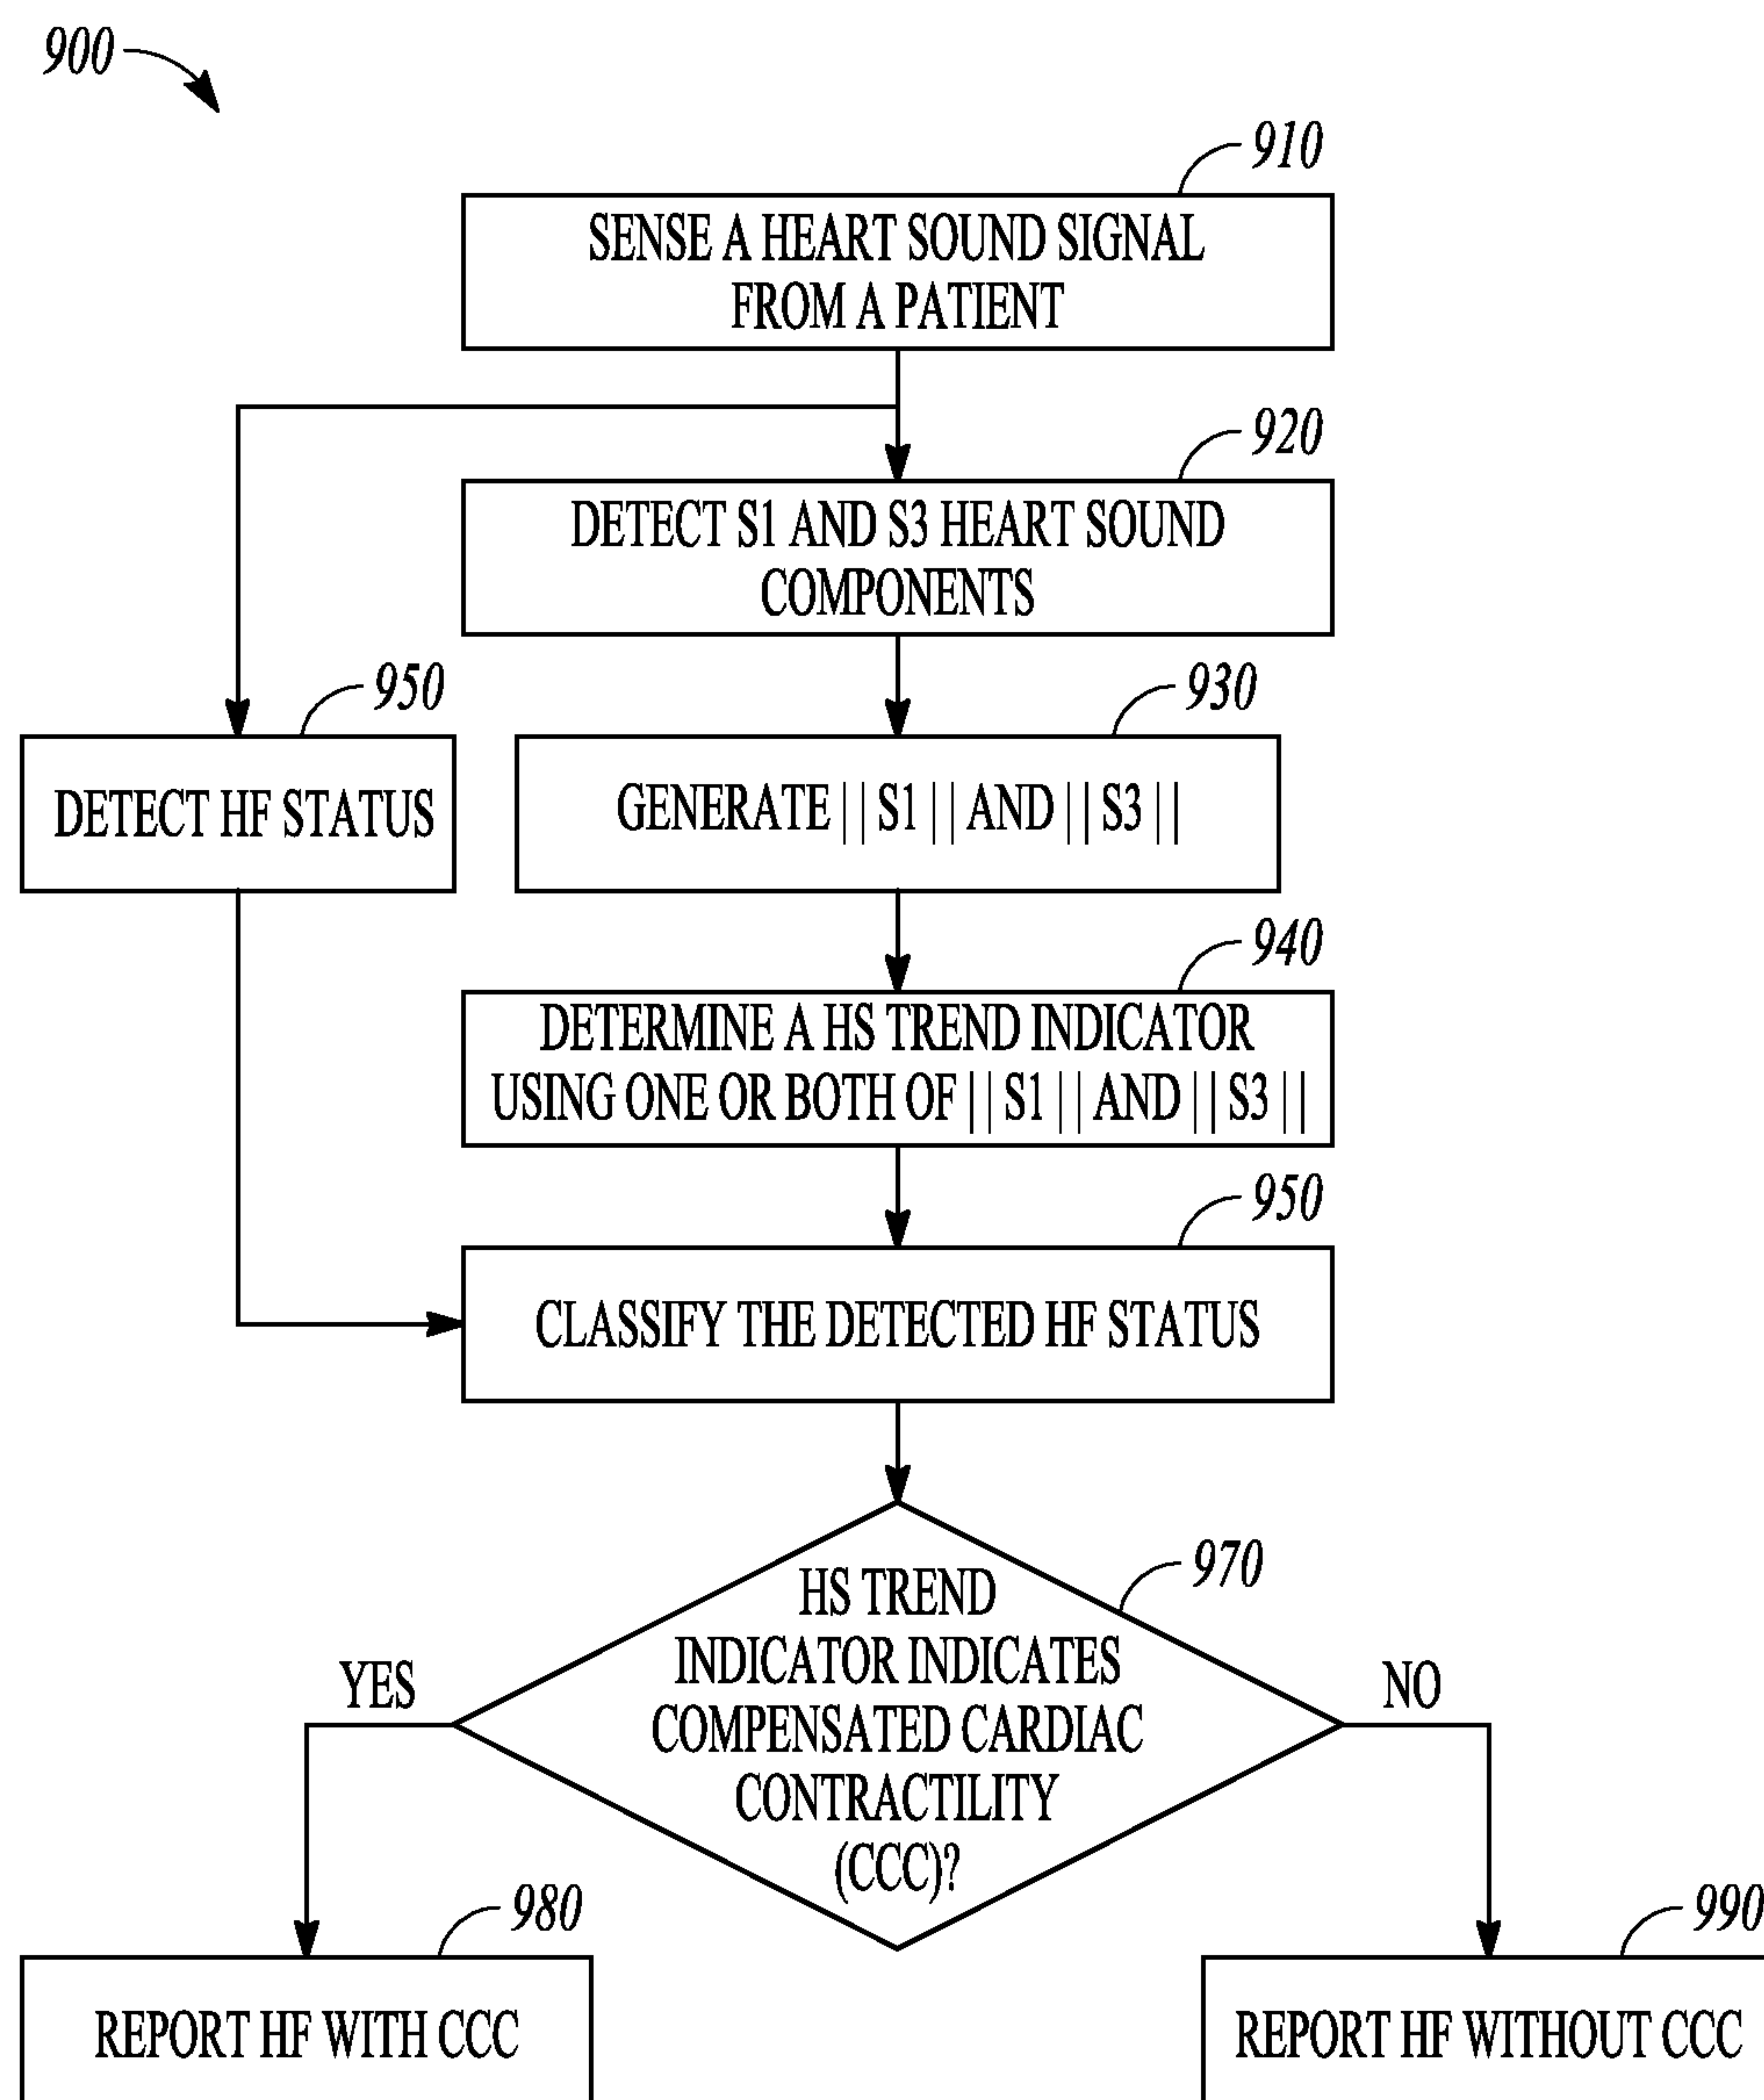 900
910
SENSE A HEART SOUND SIGNAL
FROM A PATIENT
920
DETECT S1 AND S3 HEART SOUND
COMPONENTS
950
DETECT HF STATUS
930
GENERATE || S1 || AND || S3 ||
940
DETERMINE A HS TREND INDICATOR
USING ONE OR BOTH OF || S1 || AND || S3 ||
950
CLASSIFY THE DETECTED HF STATUS
970
HS TREND
INDICATOR INDICATES
COMPENSATED CARDIAC
CONTRACTILITY
(CCC)?
YES
NO
980
REPORT HF WITH CCC
990
REPORT HF WITHOUT CCC